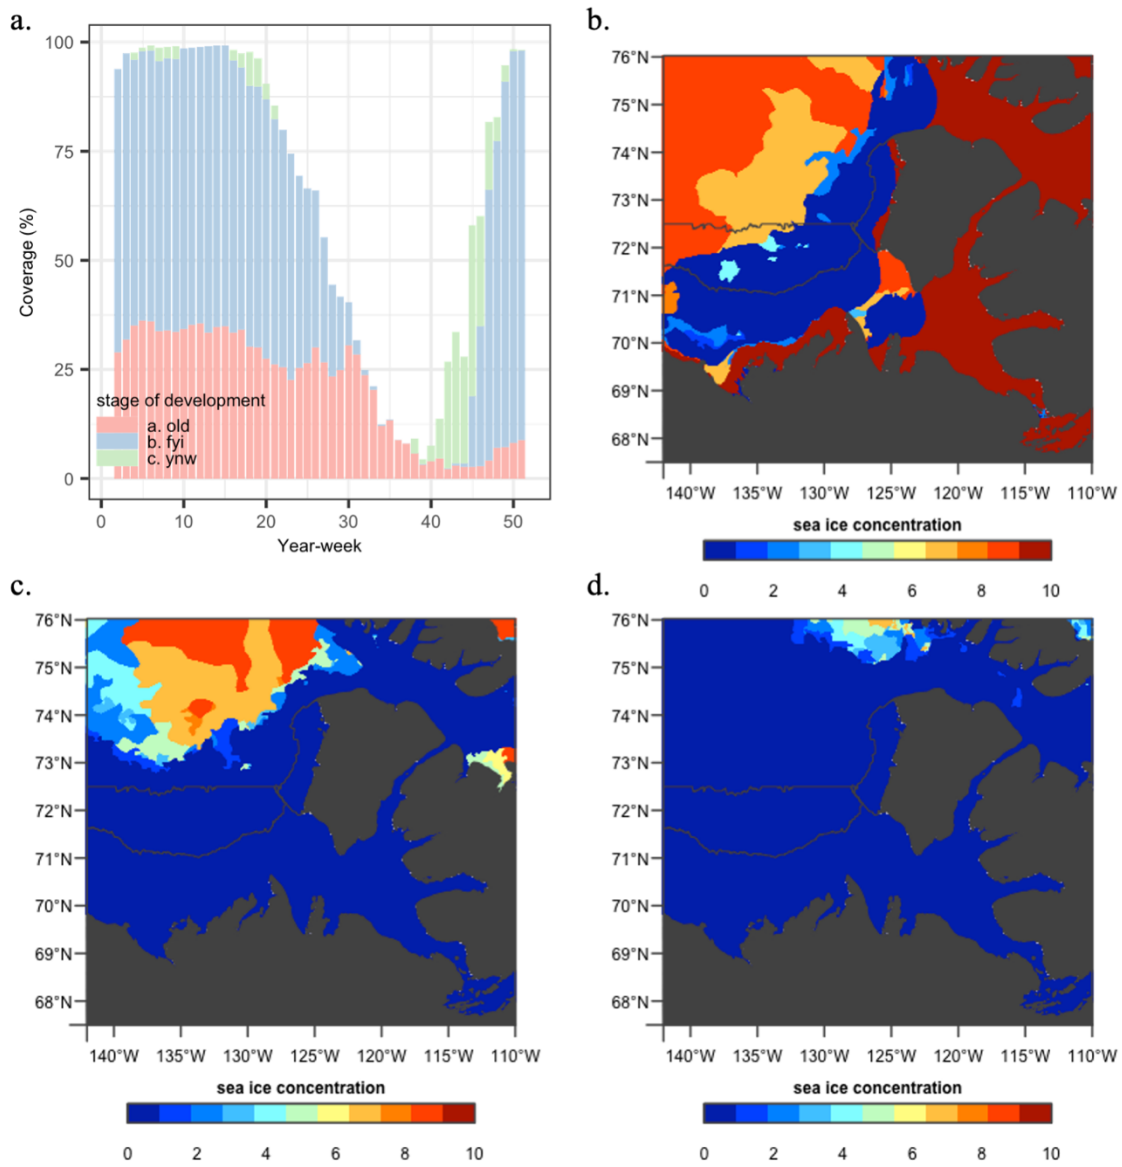 a.
100
75
50
25
0
Coverage (%)
stage of development
a. old
b. fyi
c. ynw
0 10 20 30 40 50
Year-week
b.
76°N
75°N
74°N
73°N
72°N
71°N
70°N
69°N
68°N
140°W 135°W 130°W 125°W 120°W 115°W 110°W
sea ice concentration
0 2 4 6 8 10
c.
76°N
75°N
74°N
73°N
72°N
71°N
70°N
69°N
68°N
140°W 135°W 130°W 125°W 120°W 115°W 110°W
sea ice concentration
0 2 4 6 8 10
d.
76°N
75°N
74°N
73°N
72°N
71°N
70°N
69°N
68°N
140°W 135°W 130°W 125°W 120°W 115°W 110°W
sea ice concentration
0 2 4 6 8 10